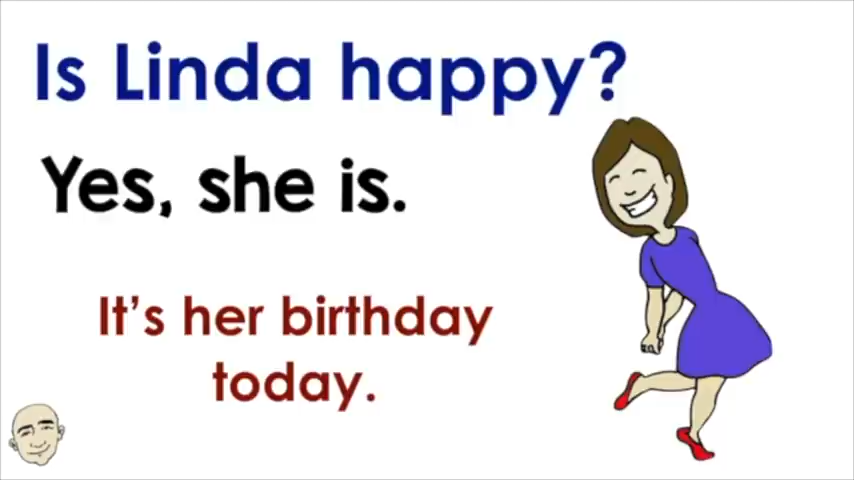 Is Linda happy?
Yes, she is.
It's her birthday
today.